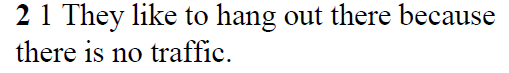 2 1 They like to hang out there because
there is no traffic.